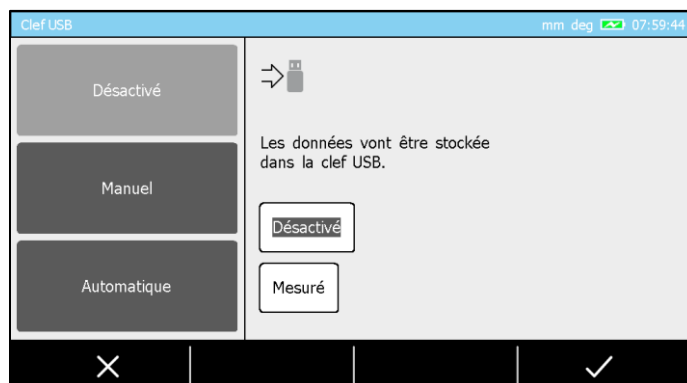 Clef USB
mm deg 07:59:44
Désactivé
Manuel
Automatique
Les données vont être stockée
dans la clef USB.
Désactivé
Mesuré